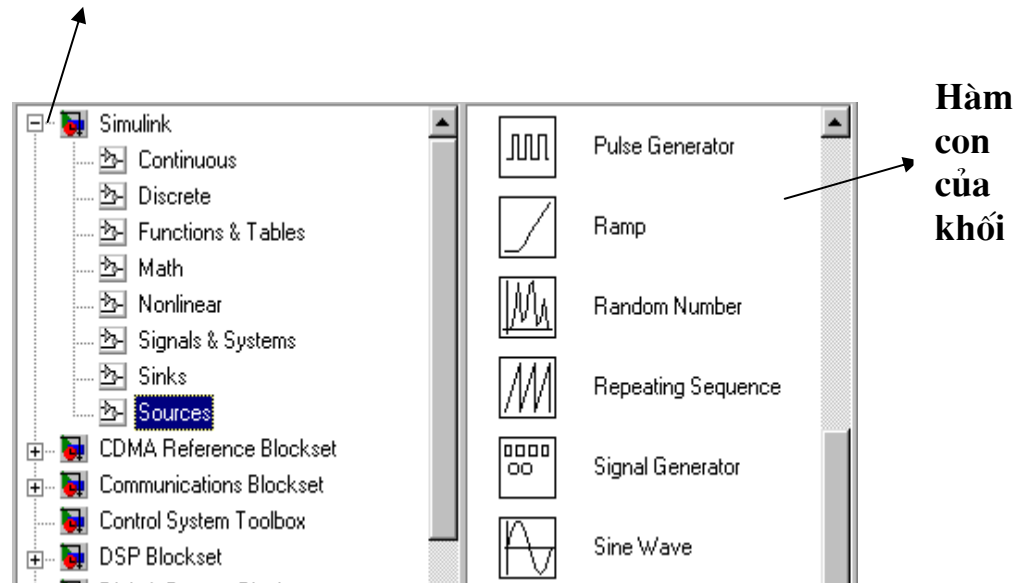 Simulink
Continuous
Discrete
Functions & Tables
Math
Nonlinear
Signals & Systems
Sinks
Sources
CDMA Reference Blockset
Communications Blockset
Control System Toolbox
DSP Blockset
Pulse Generator
Ramp
Random Number
Repeating Sequence
Signal Generator
Sine Wave
Hàm
con
của
khối